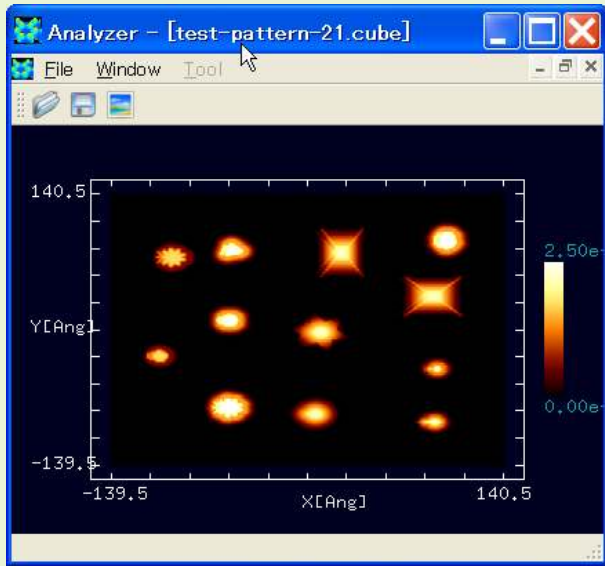 Analyzer - [test-pattern-21.cube]
File Window Tool
140.5
2.50e-
Y[Ang]
0.00e-
-139.5
-139.5 140.5
X[Ang]